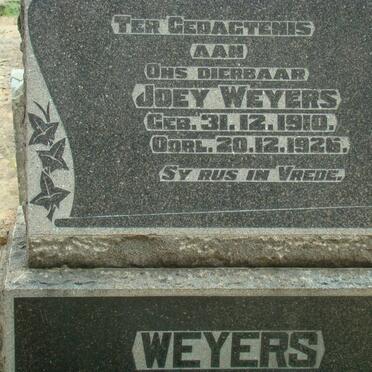 Ter Gedagtenis
aan
Ons dierbaar
Joey Weyers
Geb. 31.12.1910.
Oorl. 20.12.1926.
Sy rus in Vrede.
WEYERS